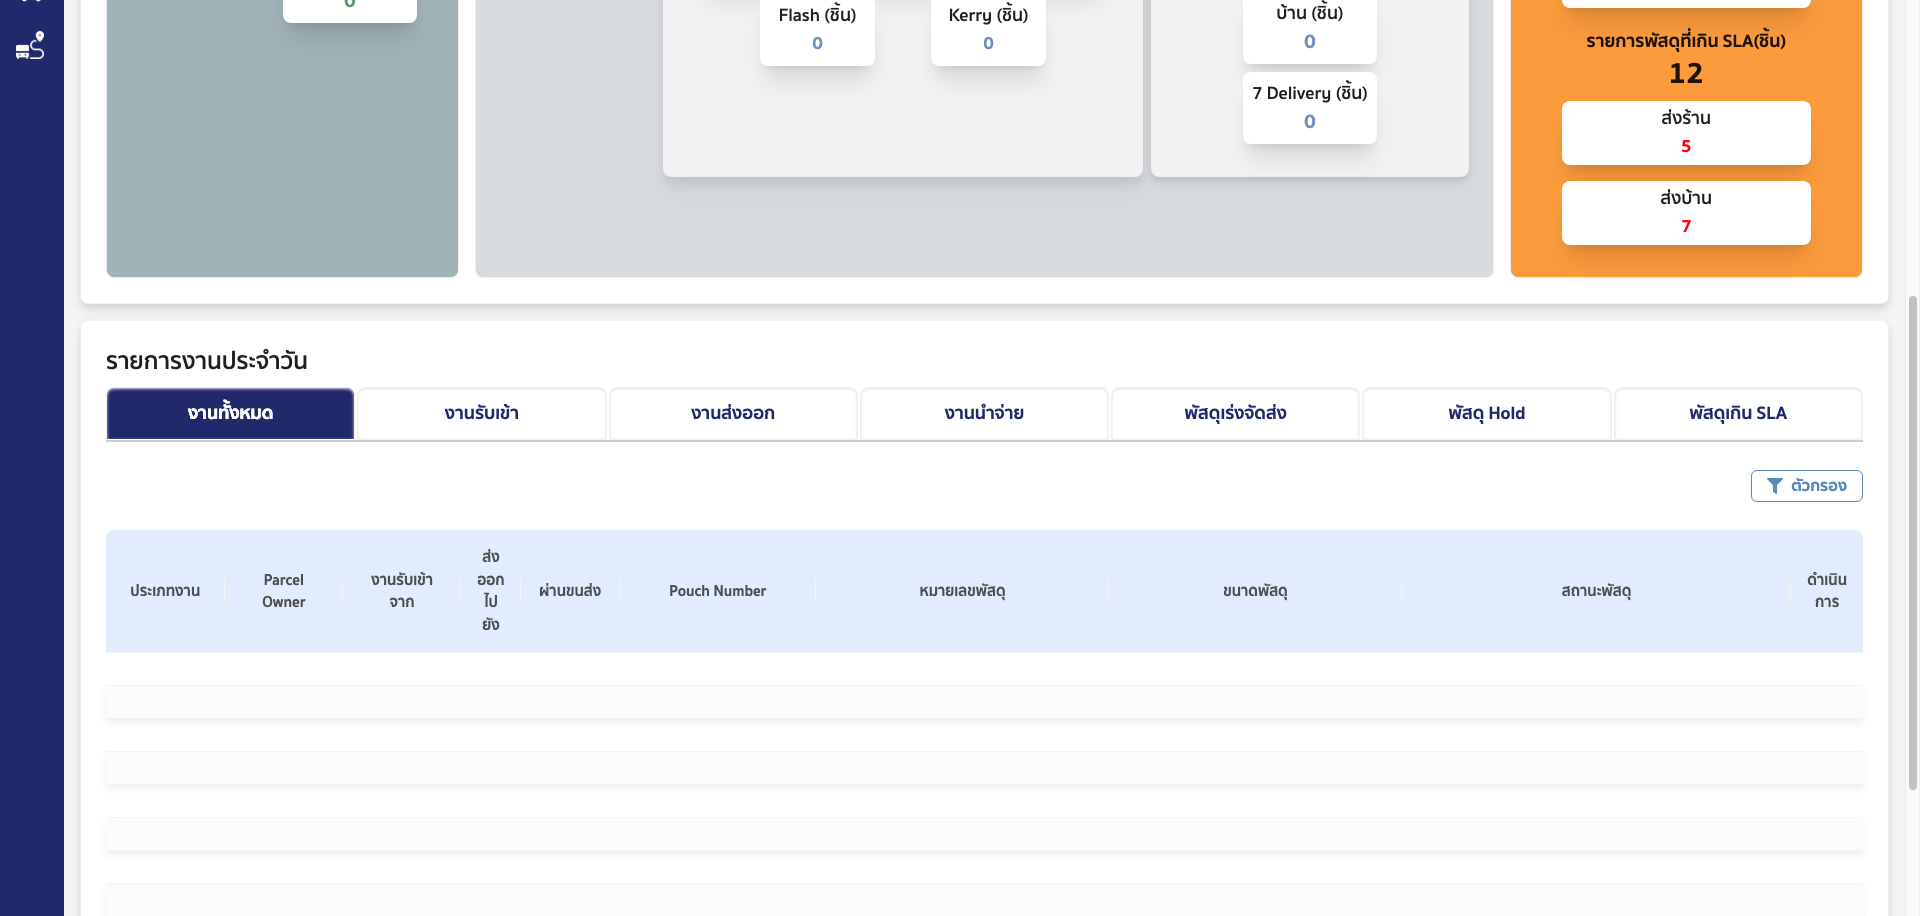 0
Flash (ชิ้น)
0
Kerry (ชิ้น)
0
บ้าน (ชิ้น)
0
7 Delivery (ชิ้น)
0
รายการพัสดุที่เกิน SLA(ชิ้น)
12
ส่งร้าน
5
ส่งบ้าน
7
รายการงานประจำวัน
งานทั้งหมด
งานรับเข้า
งานส่งออก
งานนำจ่าย
พัสดุเร่งจัดส่ง
พัสดุ Hold
พัสดุเกิน SLA
ตัวกรอง
ประเภทงาน
Parcel
Owner
งานรับเข้า
จาก
ส่ง
ออก
ไป
ยัง
ผ่านขนส่ง
Pouch Number
หมายเลขพัสดุ
ขนาดพัสดุ
สถานะพัสดุ
ดำเนิน
การ